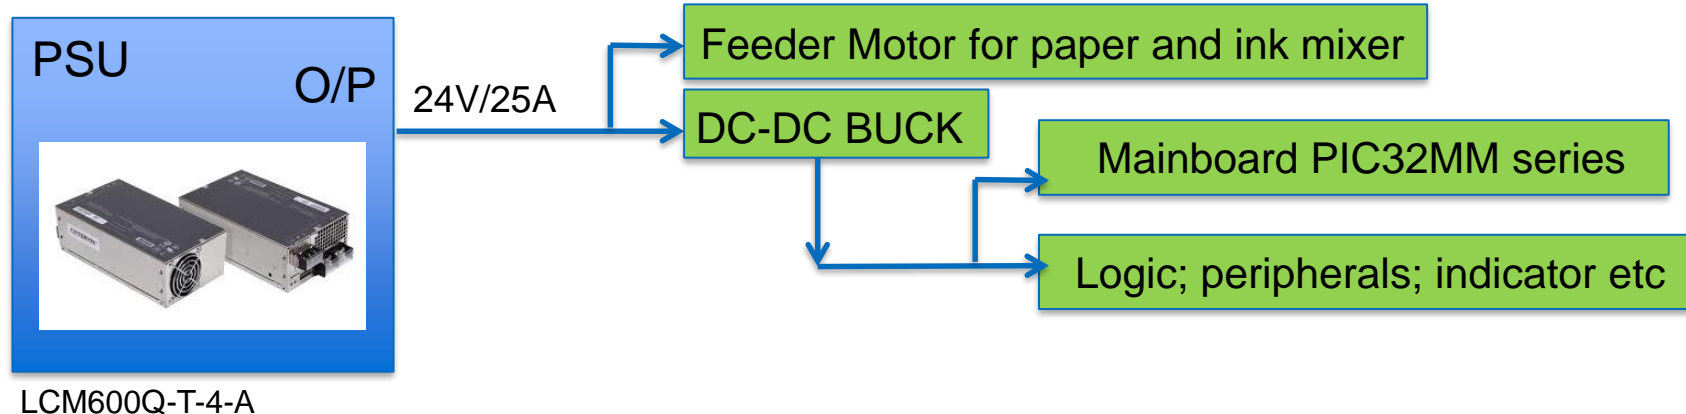 PSU
O/P
24V/25A
Feeder Motor for paper and ink mixer
DC-DC BUCK
Mainboard PIC32MM series
Logic; peripherals; indicator etc
LCM600Q-T-4-A